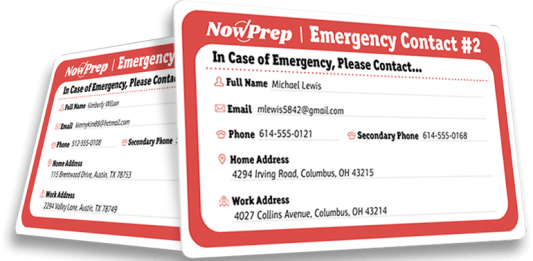 NowPrep | Emergency
In Case of Emergency, Please Contac
Full Name Kimberly Wilson
Email
Phone 512-555-0108 Secondary Phone
Home Address
115 Brentwood Drive, Austin, TX 78753
Work Address
2294 Valley Lane, Austin, TX 78749
NowPrep | Emergency Contact #2
In Case of Emergency, Please Contact...
Full Name Michael Lewis
Email mlewis5842@gmail.com
Phone 614-555-0121 Secondary Phone 614-555-0168
Home Address
4294 Irving Road, Columbus, OH 43215
Work Address
4027 Collins Avenue, Columbus, OH 43214